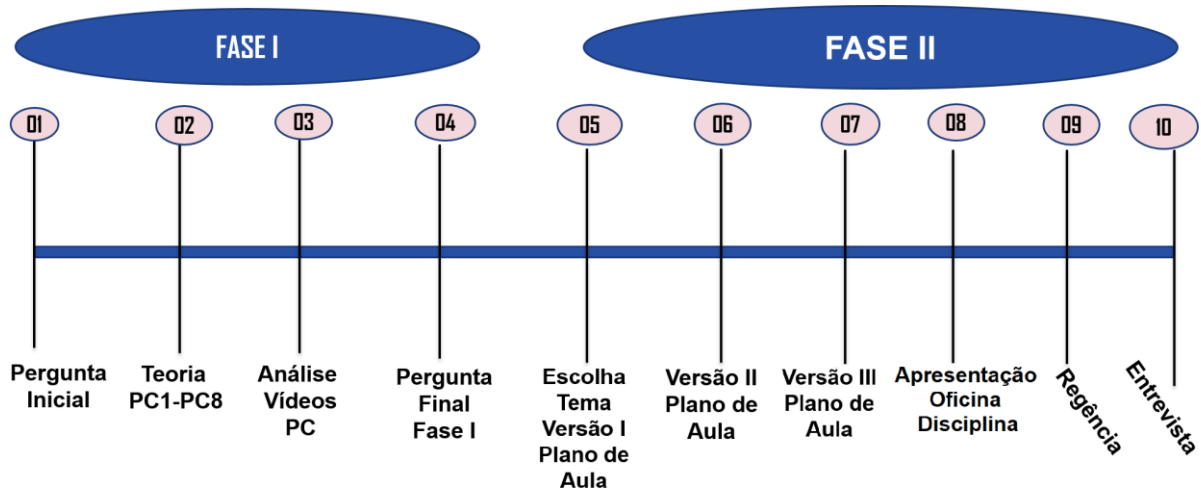 FASE I
FASE II
01
02
03
04
05
06
07
08
09
10
Pergunta
Inicial
Teoria
PC1-PC8
Análise
Vídeos
PC
Pergunta
Final
Fase I
Escolha
Tema
Versão I
Plano de
Aula
Versão II
Plano de
Aula
Versão III
Plano de
Aula
Apresentação
Oficina
Disciplina
Regência
Entrevista